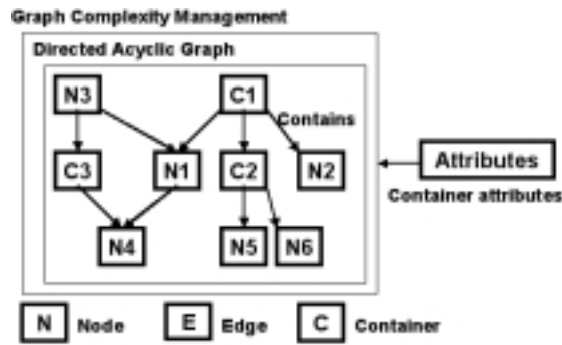 Graph Complexity Management
Directed Acyclic Graph
N3
C1
Contains
C3
N1
C2
N2
Attributes
Container attributes
N4
N5
N6
N Node
E Edge
C Container